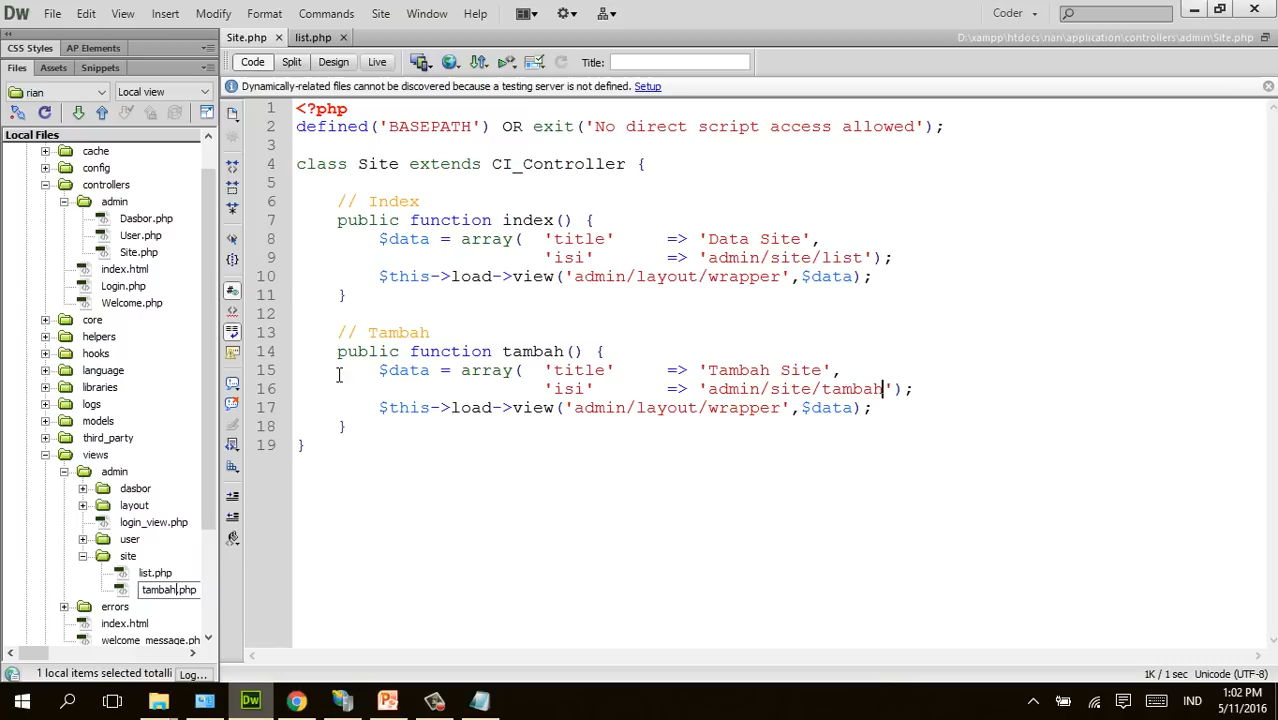 Dw File Edit View Insert Modify Format Commands Site Window Help Coder
Site.php × list.php × D:\xampp\htdocs\rian\application\controllers\admin\Site.php
CSS Styles AP Elements
Files Assets Snippets
Code Split Design Live Title:
rian Local view
Dynamically-related files cannot be discovered because a testing server is not defined. Setup
Local Files
cache
config
controllers
admin
Dasbor.php
User.php
Site.php
index.html
Login.php
Welcome.php
core
helpers
hooks
language
libraries
logs
models
third_party
views
admin
dasbor
layout
login_view.php
user
site
list.php
tambah.php
errors
index.html
welcome_message.ph
1 <?php
2 defined('BASEPATH') OR exit('No direct script access allowed');
3
4 class Site extends CI_Controller {
5
6 // Index
7 public function index() {
8 $data = array( 'title' => 'Data Site',
9 'isi' => 'admin/site/list');
10 $this->load->view('admin/layout/wrapper',$data);
11 }
12
13 // Tambah
14 public function tambah() {
15 $data = array( 'title' => 'Tambah Site',
16 'isi' => 'admin/site/tambah');
17 $this->load->view('admin/layout/wrapper',$data);
18 }
19 }
1 local items selected totalli Log... 1K / 1 sec Unicode (UTF-8)
IND 1:02 PM
5/11/2016